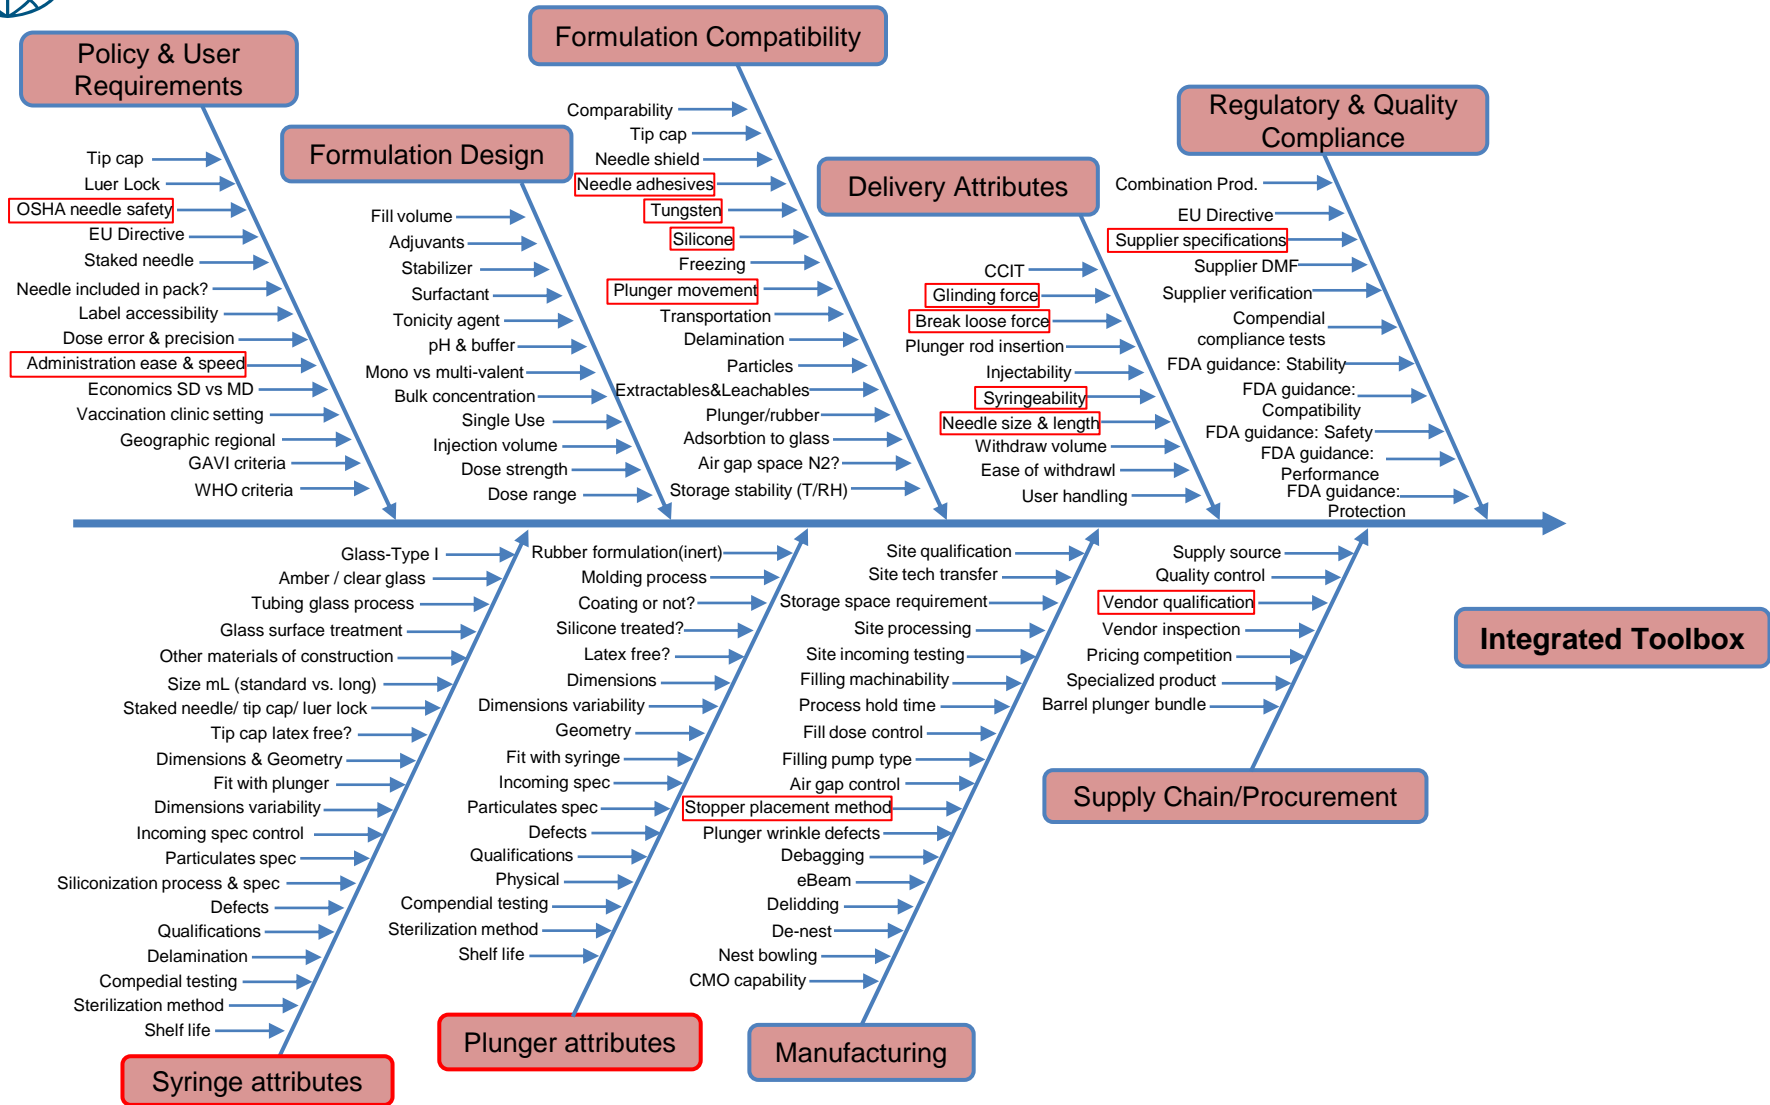 Policy & User
Requirements
Tip cap
Luer Lock
OSHA needle safety
EU Directive
Staked needle
Needle included in pack?
Label accessibility
Dose error & precision
Administration ease & speed
Economics SD vs MD
Vaccination clinic setting
Geographic regional
GAVI criteria
WHO criteria
Formulation Design
Fill volume
Adjuvants
Stabilizer
Surfactant
Tonicity agent
pH & buffer
Mono vs multi-valent
Bulk concentration
Single Use
Injection volume
Dose strength
Dose range
Formulation Compatibility
Comparability
Tip cap
Needle shield
Needle adhesives
Tungsten
Silicone
Freezing
Plunger movement
Transportation
Delamination
Particles
Extractables&Leachables
Plunger/rubber
Adsorbtion to glass
Air gap space N2?
Storage stability (T/RH)
Delivery Attributes
CCIT
Glinding force
Break loose force
Plunger rod insertion
Injectability
Syringeability
Needle size & length
Withdraw volume
Ease of withdrawl
User handling
Regulatory & Quality
Compliance
Combination Prod.
EU Directive
Supplier specifications
Supplier DMF
Supplier verification
Compendial
compliance tests
FDA guidance: Stability
FDA guidance:
Compatibility
FDA guidance: Safety
FDA guidance:
Performance
FDA guidance:
Protection
Glass-Type I
Amber / clear glass
Tubing glass process
Glass surface treatment
Other materials of construction
Size mL (standard vs. long)
Staked needle/ tip cap/ luer lock
Tip cap latex free?
Dimensions & Geometry
Fit with plunger
Dimensions variability
Incoming spec control
Particulates spec
Siliconization process & spec
Defects
Qualifications
Delamination
Compedial testing
Sterilization method
Shelf life
Syringe attributes
Rubber formulation(inert)
Molding process
Coating or not?
Silicone treated?
Latex free?
Dimensions
Dimensions variability
Geometry
Fit with syringe
Incoming spec
Particulates spec
Defects
Qualifications
Physical
Compendial testing
Sterilization method
Shelf life
Plunger attributes
Site qualification
Site tech transfer
Storage space requirement
Site processing
Site incoming testing
Filling machinability
Process hold time
Fill dose control
Filling pump type
Air gap control
Stopper placement method
Plunger wrinkle defects
Debagging
eBeam
Delidding
De-nest
Nest bowling
CMO capability
Manufacturing
Supply source
Quality control
Vendor qualification
Vendor inspection
Pricing competition
Specialized product
Barrel plunger bundle
Supply Chain/Procurement
Integrated Toolbox